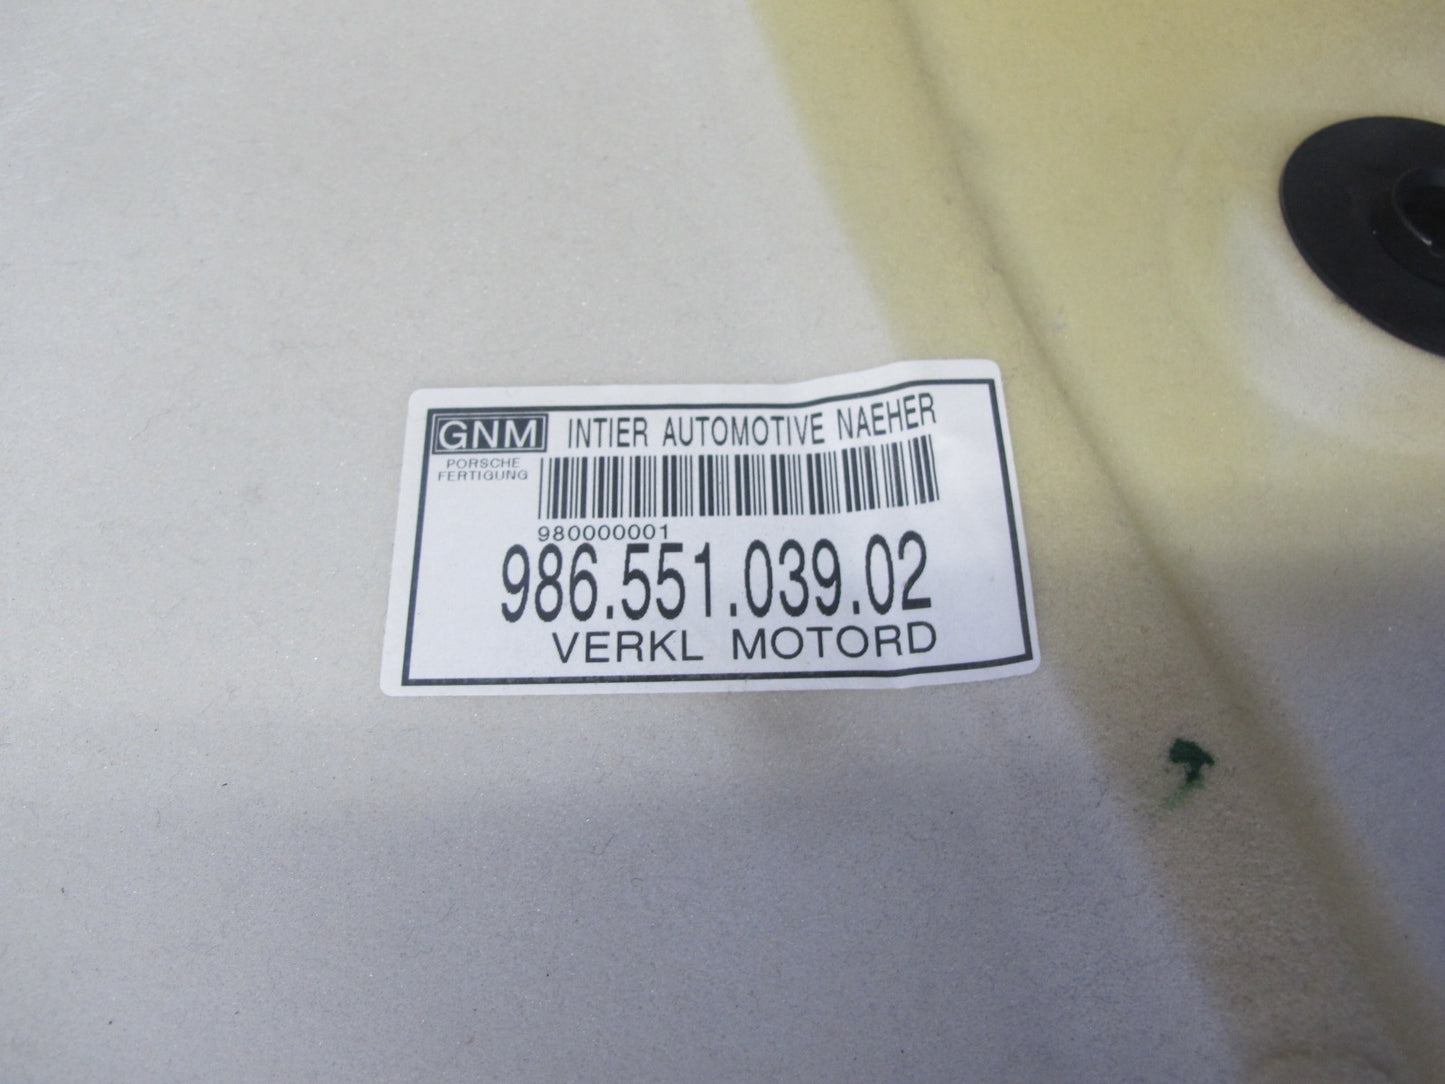 GNM INTIER AUTOMOTIVE NAEHER
PORSCHE
FERTIGUNG
980000001
986.551.039.02
VERKL MOTORD